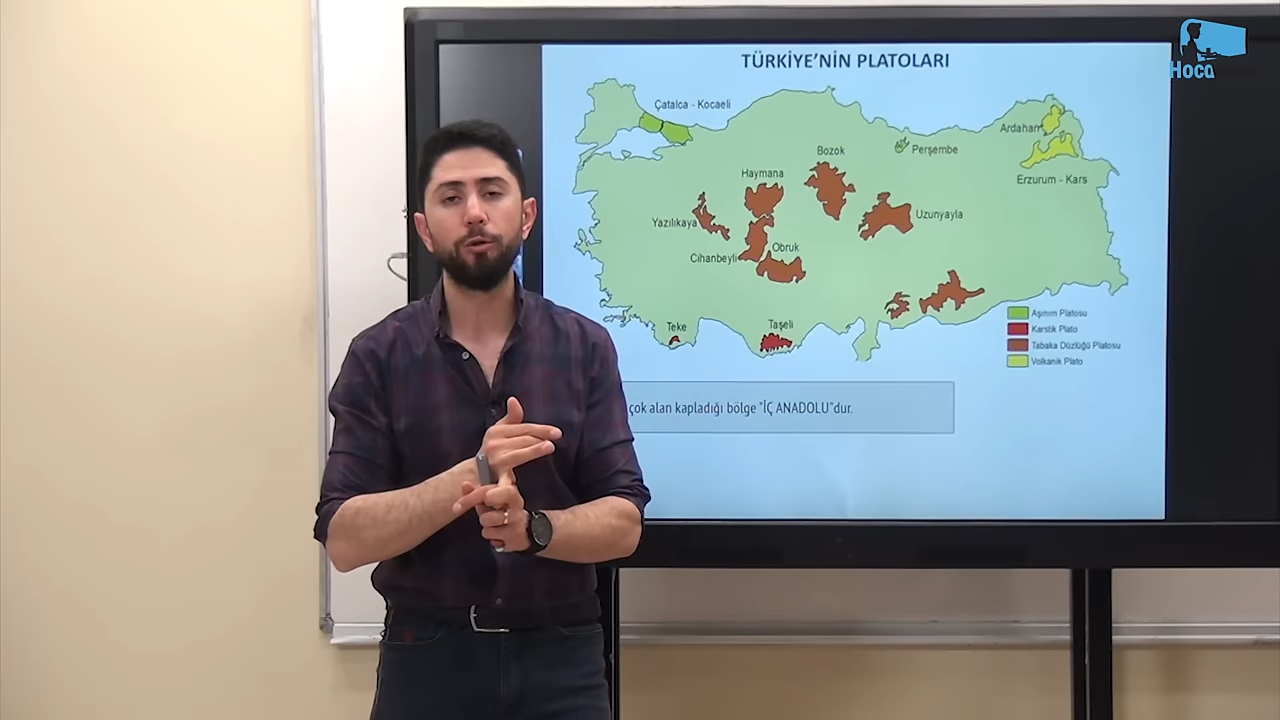 Hoca
TÜRKİYE'NİN PLATOLARI
Çatalca - Kocaeli
Ardahan
Perşembe
Bozok
Erzurum - Kars
Haymana
Yazılıkaya
Uzunyayla
Obruk
Cihanbeyli
Teke
Taşeli
Aşınım Platosu
Karstik Plato
Tabaka Düzlüğü Platosu
Volkanik Plato
çok alan kapladığı bölge "İÇ ANADOLU"dur.